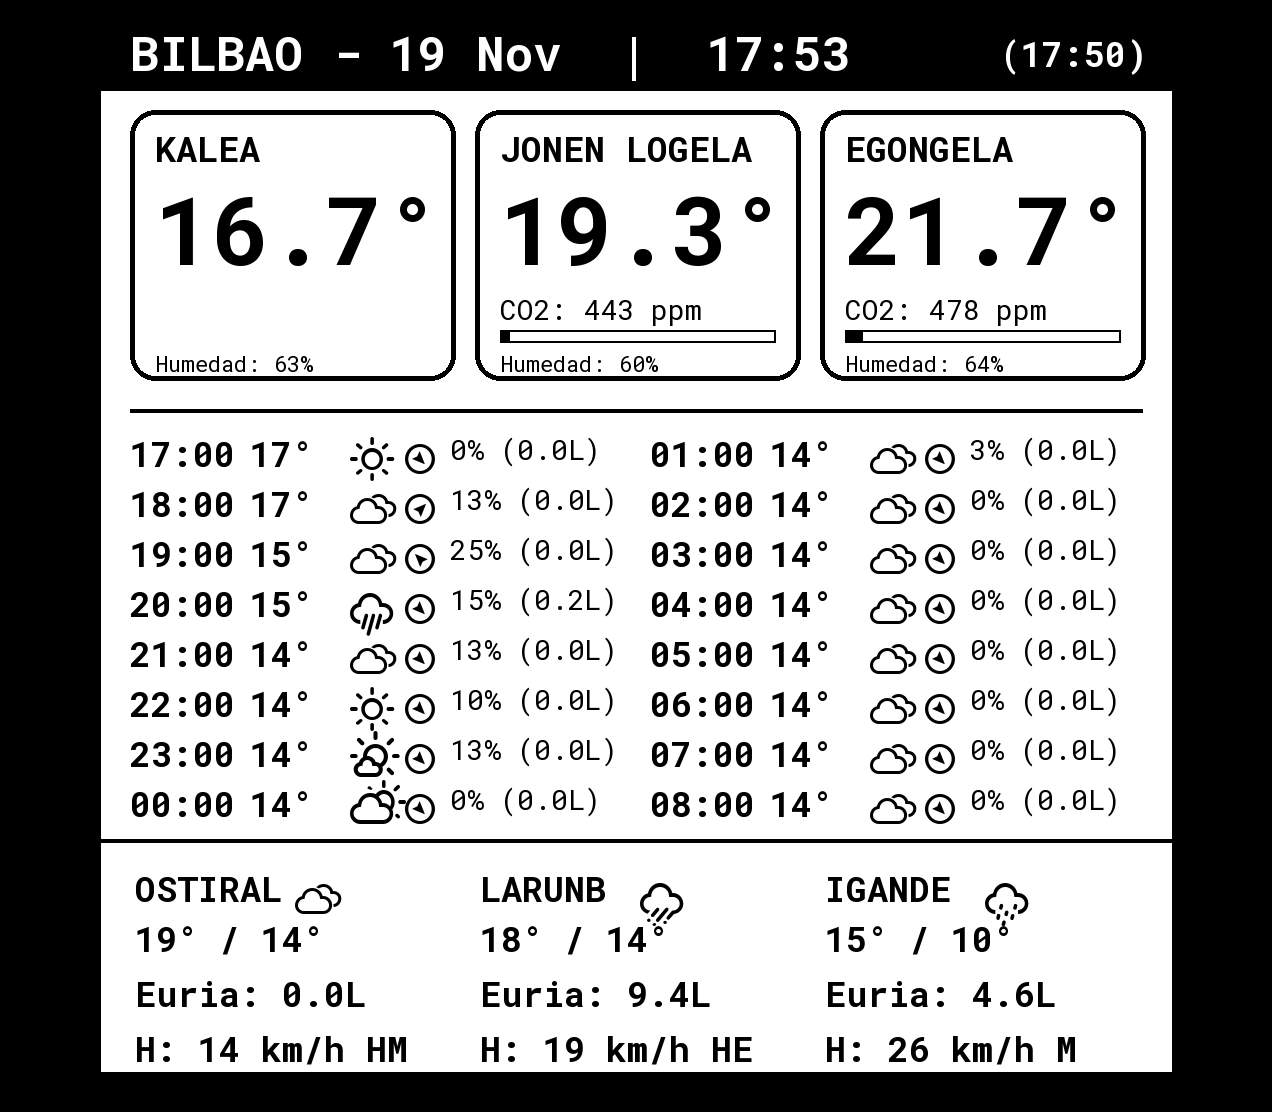 BILBAO - 19 Nov | 17:53 (17:50)
KALEA
16.7°
Humedad: 63%
JONEN LOGELA
19.3°
CO2: 443 ppm
Humedad: 60%
EGONGELA
21.7°
CO2: 478 ppm
Humedad: 64%
17:00 17° 0% (0.0L)
18:00 17° 13% (0.0L)
19:00 15° 25% (0.0L)
20:00 15° 15% (0.2L)
21:00 14° 13% (0.0L)
22:00 14° 10% (0.0L)
23:00 14° 13% (0.0L)
00:00 14° 0% (0.0L)
01:00 14° 3% (0.0L)
02:00 14° 0% (0.0L)
03:00 14° 0% (0.0L)
04:00 14° 0% (0.0L)
05:00 14° 0% (0.0L)
06:00 14° 0% (0.0L)
07:00 14° 0% (0.0L)
08:00 14° 0% (0.0L)
OSTIRAL
19° / 14°
Euria: 0.0L
H: 14 km/h HM
LARUNB
18° / 14°
Euria: 9.4L
H: 19 km/h HE
IGANDE
15° / 10°
Euria: 4.6L
H: 26 km/h M